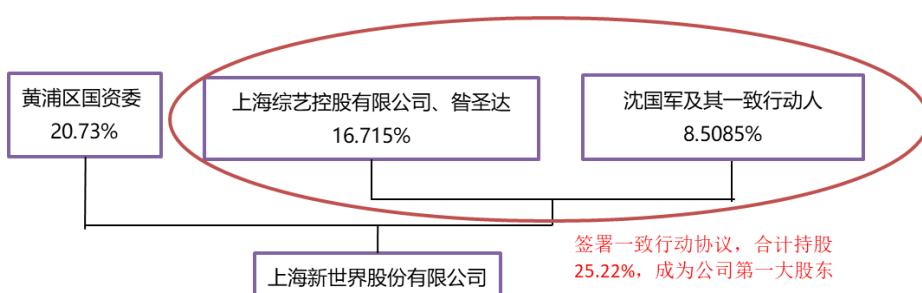 黄浦区国资委
20.73%
上海综艺控股有限公司、昝圣达
16.715%
沈国军及其一致行动人
8.5085%
签署一致行动协议，合计持股
25.22%，成为公司第一大股东
上海新世界股份有限公司